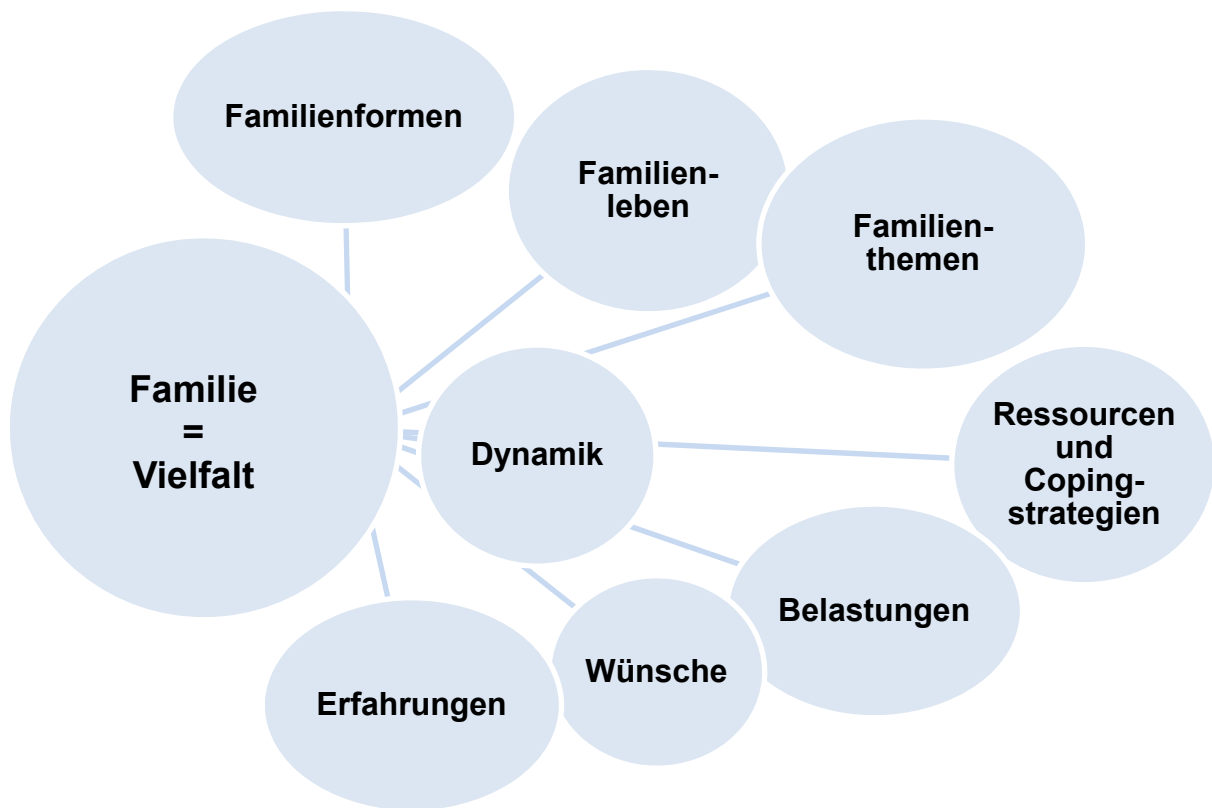 Familienformen
Familien-
leben
Familien-
themen
Familie
=
Vielfalt
Dynamik
Ressourcen
und
Coping-
strategien
Belastungen
Wünsche
Erfahrungen